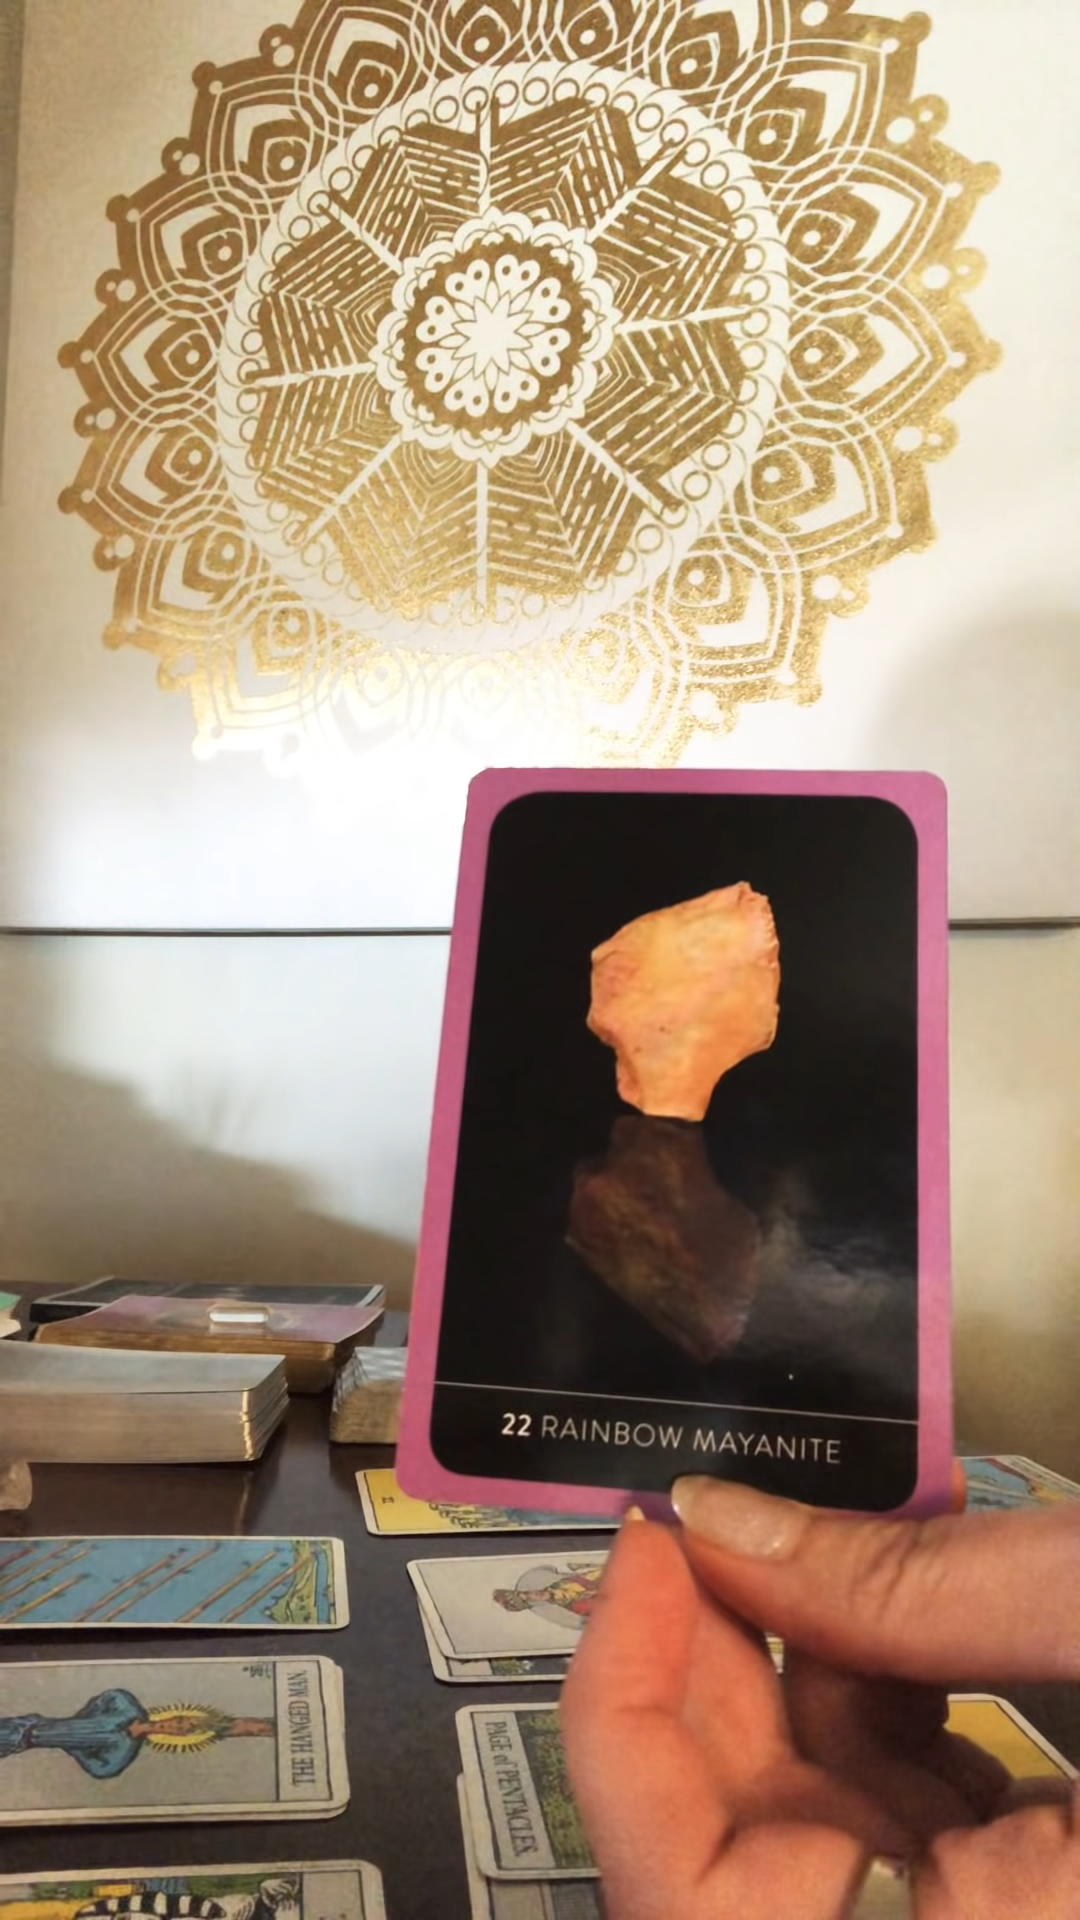 22 RAINBOW MAYANITE
THE HANGED MAN.
PAGE of PENTACLES.